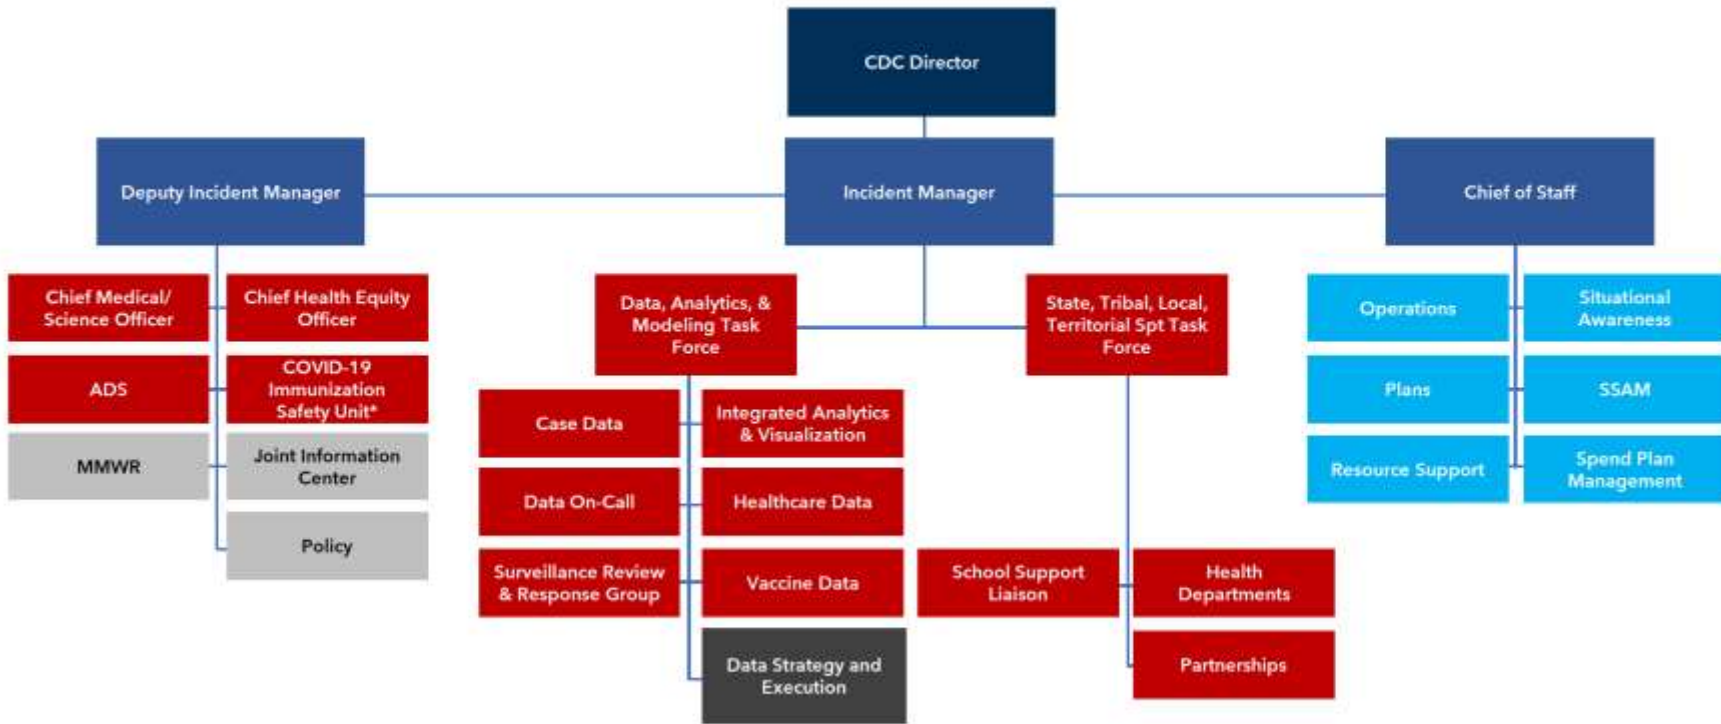 CDC Director
Deputy Incident Manager
Incident Manager
Chief of Staff
Chief Medical/
Science Officer
Chief Health Equity
Officer
ADS
COVID-19
Immunization
Safety Unit*
MMWR
Joint Information
Center
Policy
Data, Analytics, &
Modeling Task
Force
State, Tribal, Local,
Territorial Spt Task
Force
Case Data
Integrated Analytics
& Visualization
Data On-Call
Healthcare Data
Surveillance Review
& Response Group
Vaccine Data
Data Strategy and
Execution
School Support
Liaison
Health
Departments
Partnerships
Operations
Situational
Awareness
Plans
SSAM
Resource Support
Spend Plan
Management